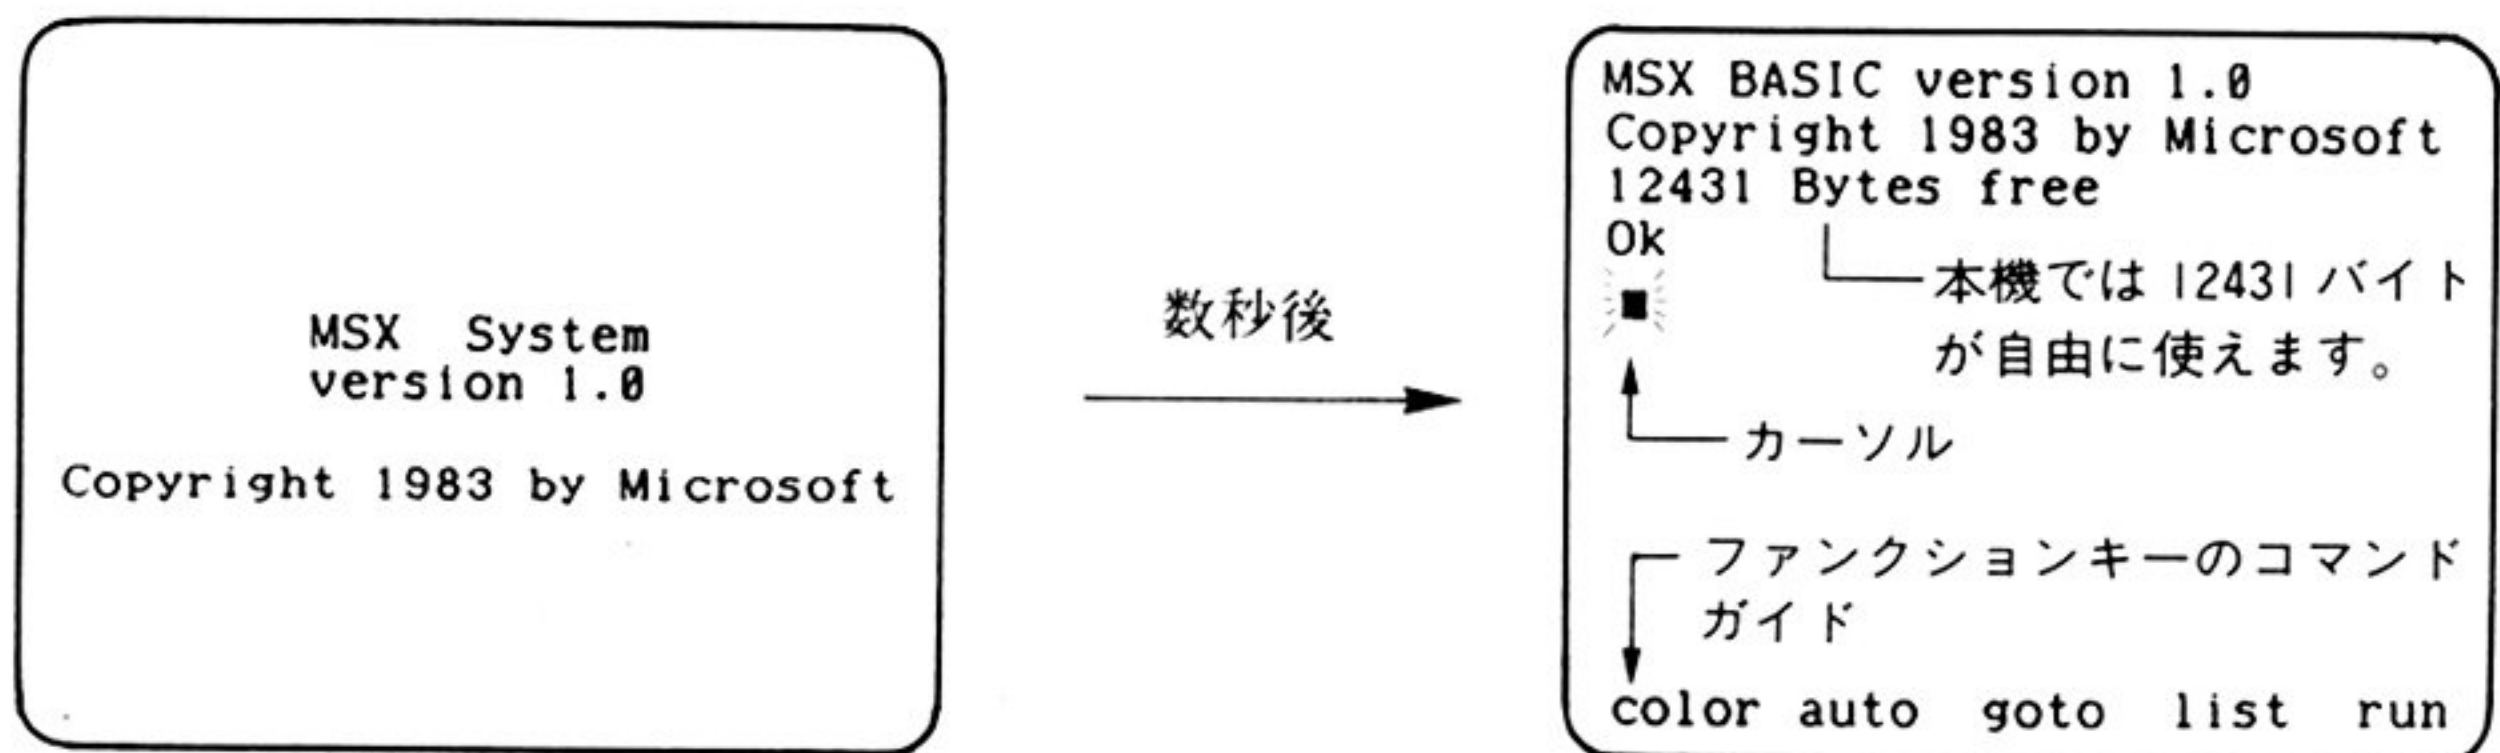 MSX System
version 1.0
Copyright 1983 by Microsoft
数秒後
MSX BASIC version 1.0
Copyright 1983 by Microsoft
12431 Bytes free
Ok
本機では12431バイト
が自由に使えます。
カーソル
ファンクションキーのコマンド
ガイド
color auto goto list run